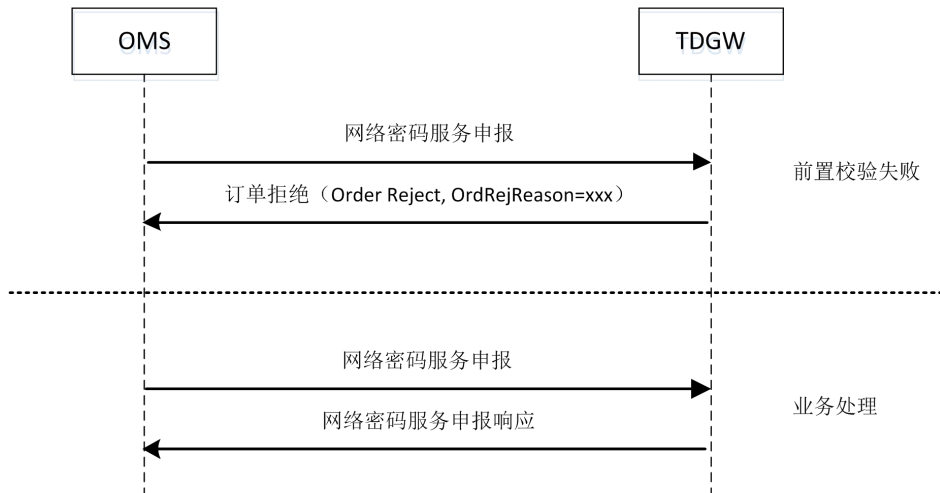 OMS
TDGW
网络密码服务申报
前置校验失败
订单拒绝（Order Reject, OrdRejReason=xxx）
网络密码服务申报
业务处理
网络密码服务申报响应